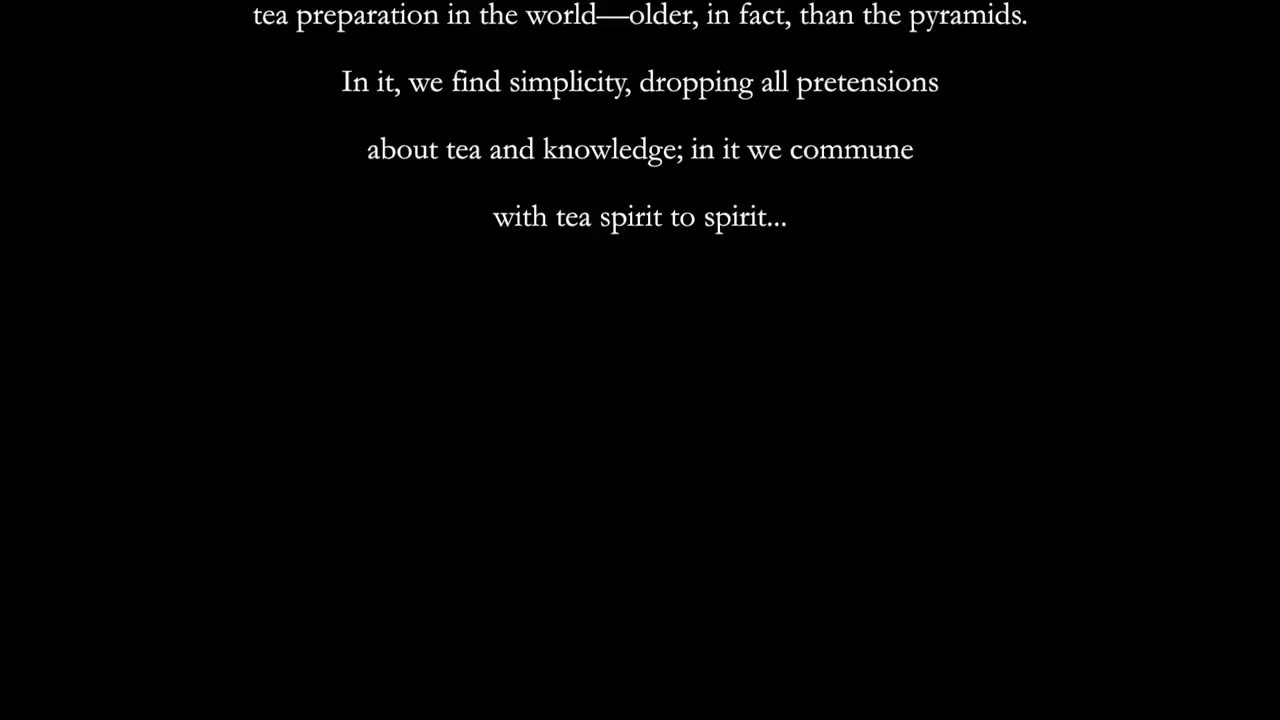 tea preparation in the world—older, in fact, than the pyramids.
In it, we find simplicity, dropping all pretensions
about tea and knowledge; in it we commune
with tea spirit to spirit...